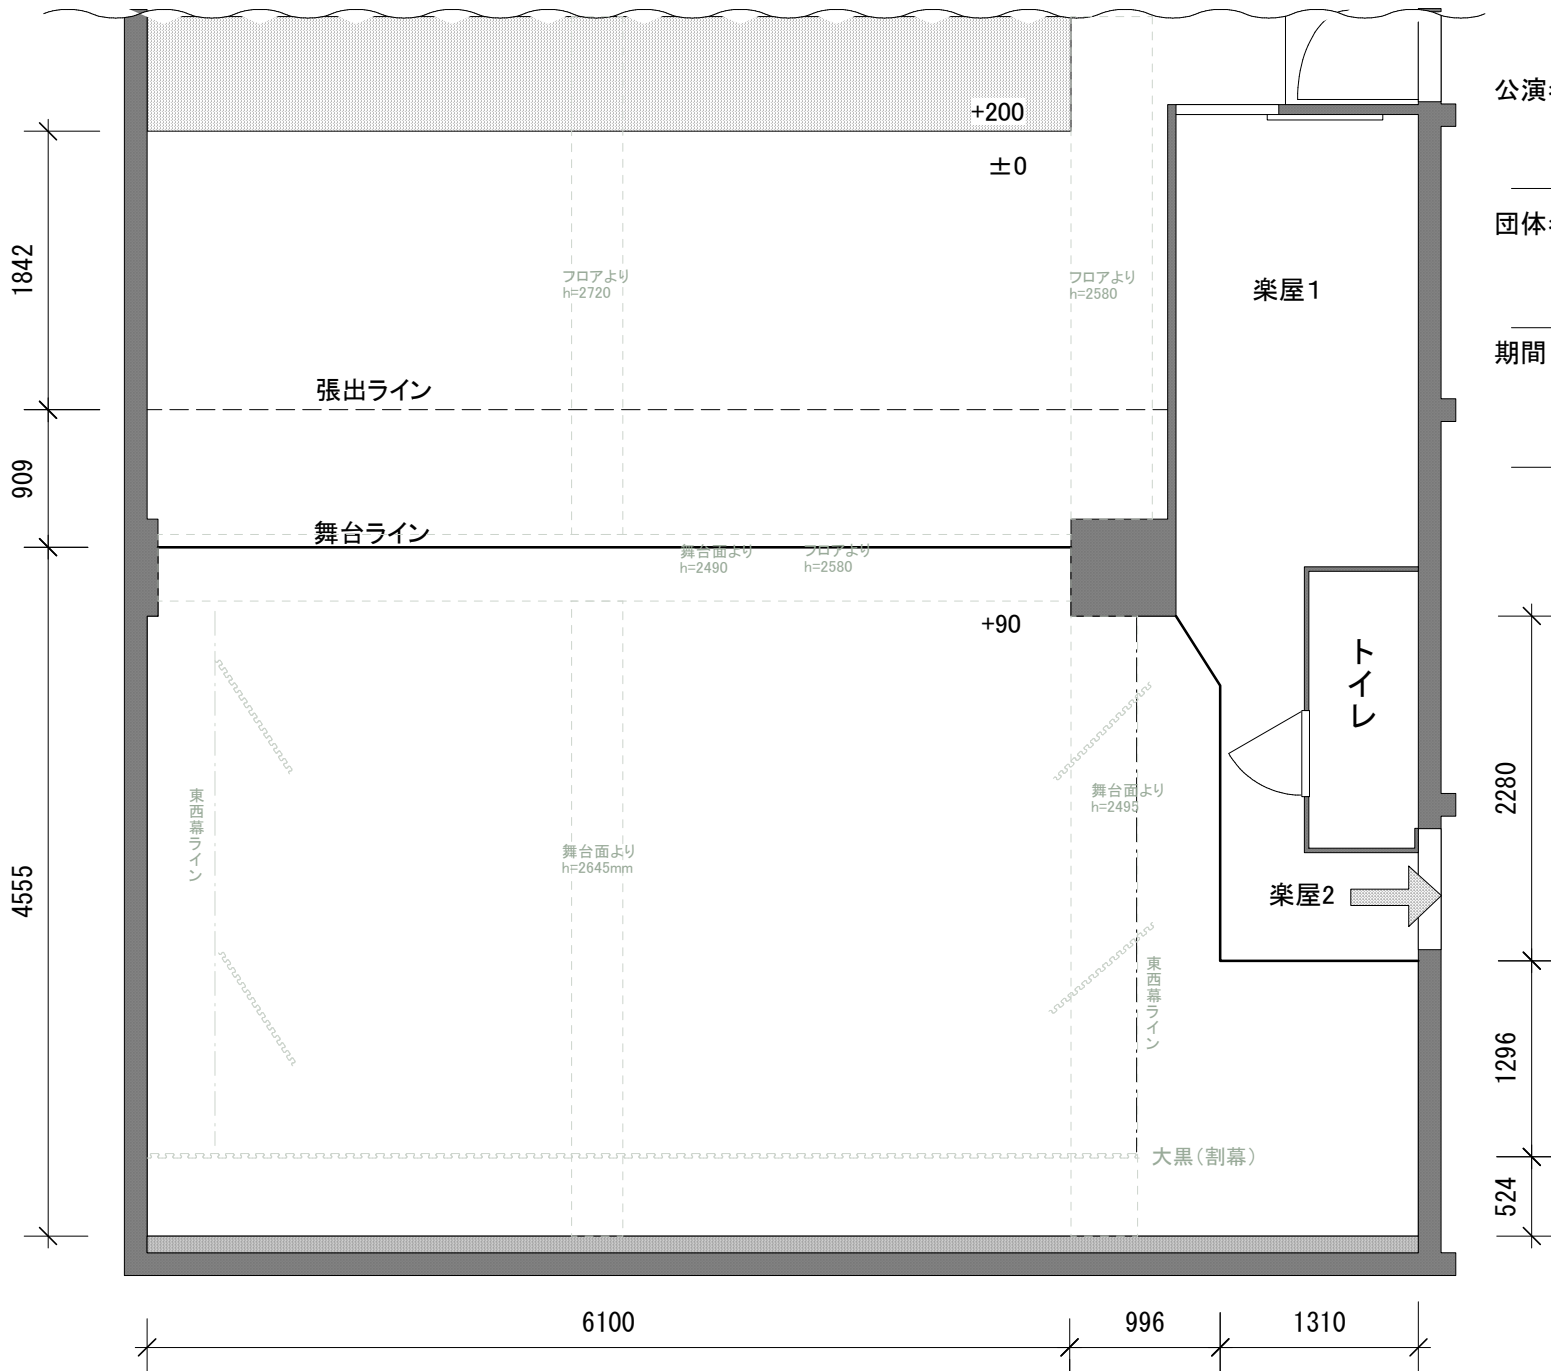 +200
±0
公演
団体
期間
1842
フロアより
h=2720
フロアより
h=2580
楽屋1
張出ライン
909
舞台ライン
舞台面より
h=2490
フロアより
h=2580
+90
トイレ
東西幕ライン
舞台面より
h=2495
2280
4555
舞台面より
h=2645mm
楽屋2
東西幕ライン
1296
大黒(割幕)
524
6100
996
1310